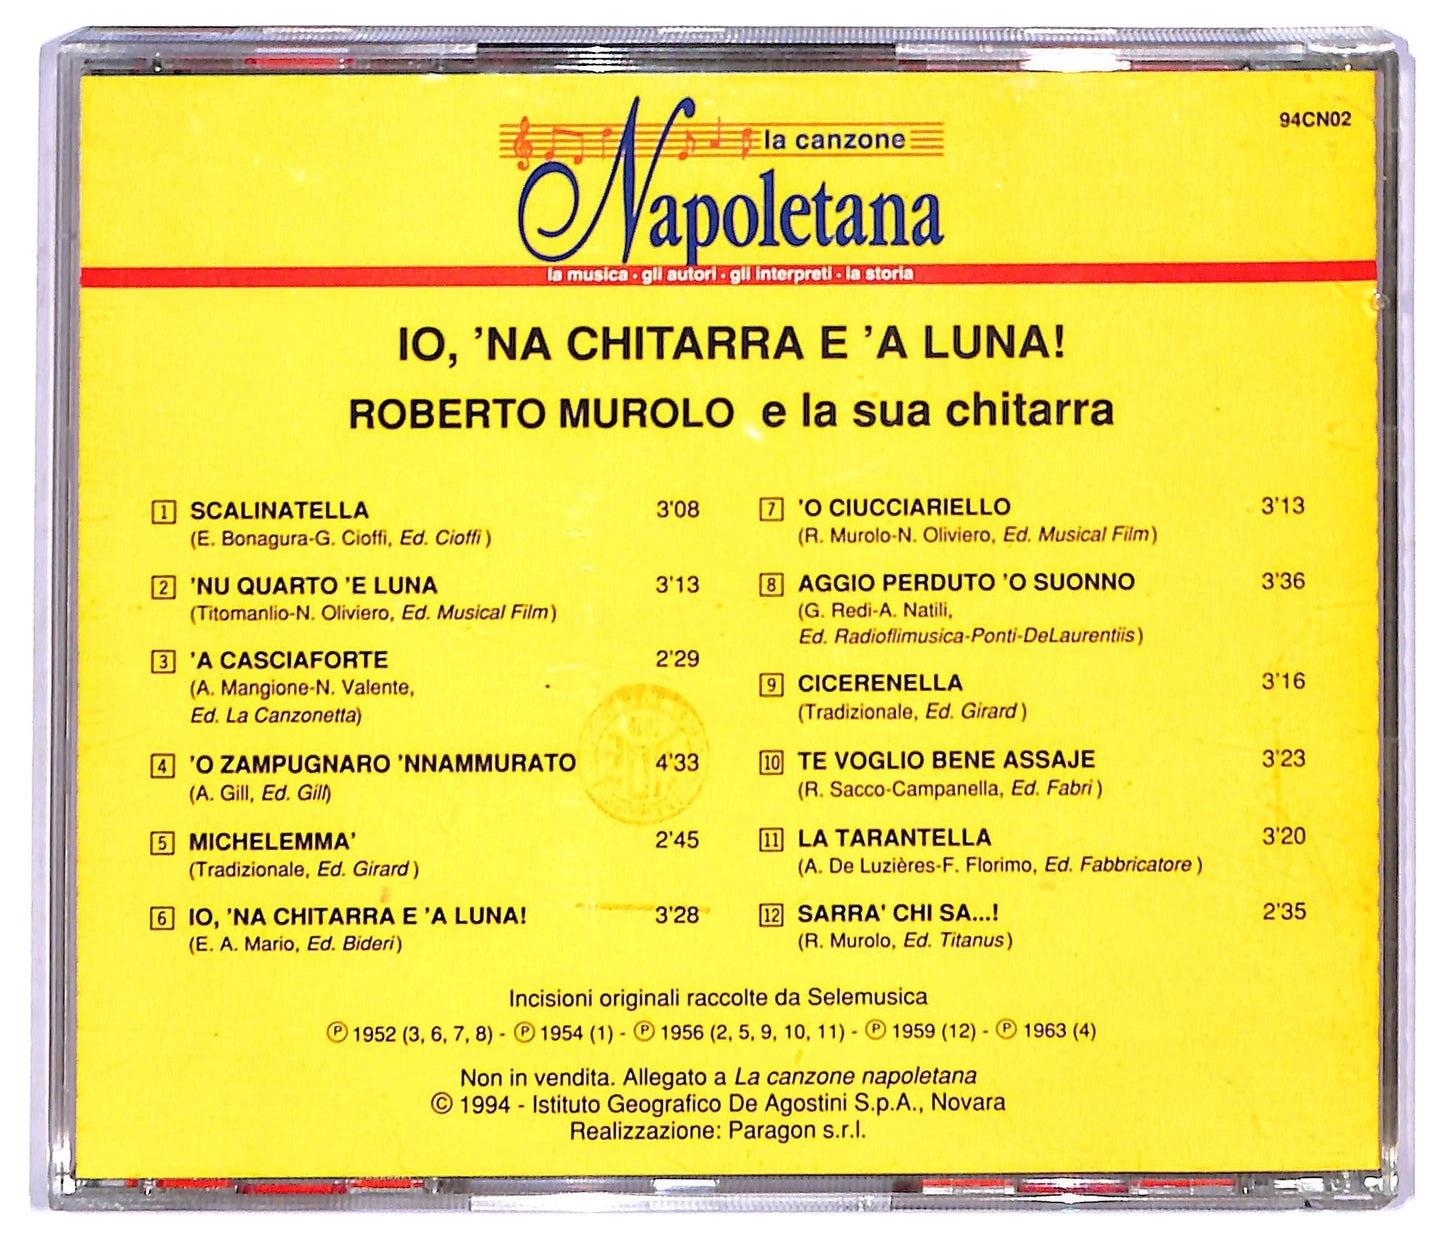 94CN02
la canzone
Napoletana
la musica · gli autori · gli interpreti · la storia
IO, 'NA CHITARRA E 'A LUNA!
ROBERTO MUROLO e la sua chitarra
1 SCALINATELLA 3'08
(E. Bonagura-G. Cioffi, Ed. Cioffi)
2 'NU QUARTO 'E LUNA 3'13
(Titomanlio-N. Oliviero, Ed. Musical Film)
3 'A CASCIAFORTE 2'29
(A. Mangione-N. Valente,
Ed. La Canzonetta)
4 'O ZAMPUGNARO 'NNAMMURATO 4'33
(A. Gill, Ed. Gill)
5 MICHELEMMA' 2'45
(Tradizionale, Ed. Girard)
6 IO, 'NA CHITARRA E 'A LUNA! 3'28
(E. A. Mario, Ed. Bideri)
7 'O CIUCCIARIELLO 3'13
(R. Murolo-N. Oliviero, Ed. Musical Film)
8 AGGIO PERDUTO 'O SUONNO 3'36
(G. Redi-A. Natili,
Ed. Radioflimusica-Ponti-DeLaurentiis)
9 CICERENELLA 3'16
(Tradizionale, Ed. Girard)
10 TE VOGLIO BENE ASSAJE 3'23
(R. Sacco-Campanella, Ed. Fabri)
11 LA TARANTELLA 3'20
(A. De Luzières-F. Florimo, Ed. Fabbricatore)
12 SARRA' CHI SA...! 2'35
(R. Murolo, Ed. Titanus)
Incisioni originali raccolte da Selemusica
℗ 1952 (3, 6, 7, 8) - ℗ 1954 (1) - ℗ 1956 (2, 5, 9, 10, 11) - ℗ 1959 (12) - ℗ 1963 (4)
Non in vendita. Allegato a La canzone napoletana
© 1994 - Istituto Geografico De Agostini S.p.A., Novara
Realizzazione: Paragon s.r.l.